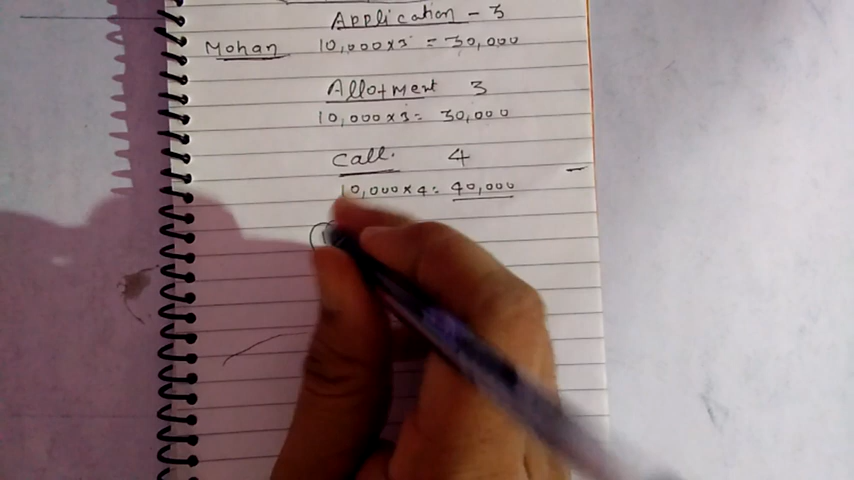 Application - 3
Mohan 10,000x3 = 30,000
Allotment 3
10,000x3= 30,000
Call. 4
10,000x4= 40,000